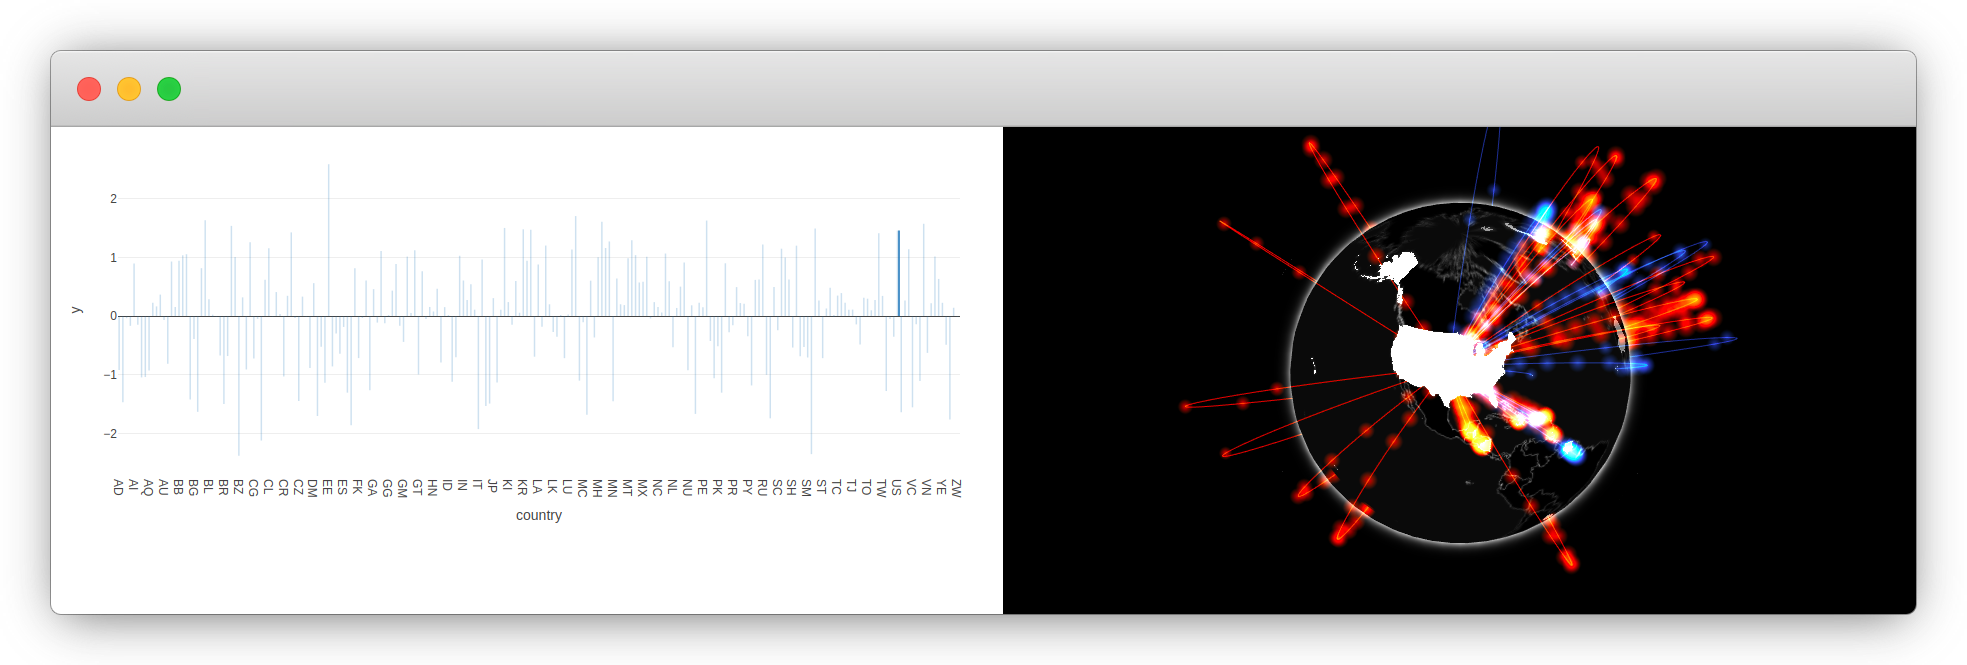 2
1
0
−1
−2
y
AD AI AQ AU BB BG BL BR BZ CG CL CR CZ DM EE ES FK GA GG GM GT HN ID IN IT JP KI KR LA LK LU MC MH MN MT MX NC NL NU PE PK PR PY RU SC SH SM ST TC TJ TO TW US VC VN YE ZW
country